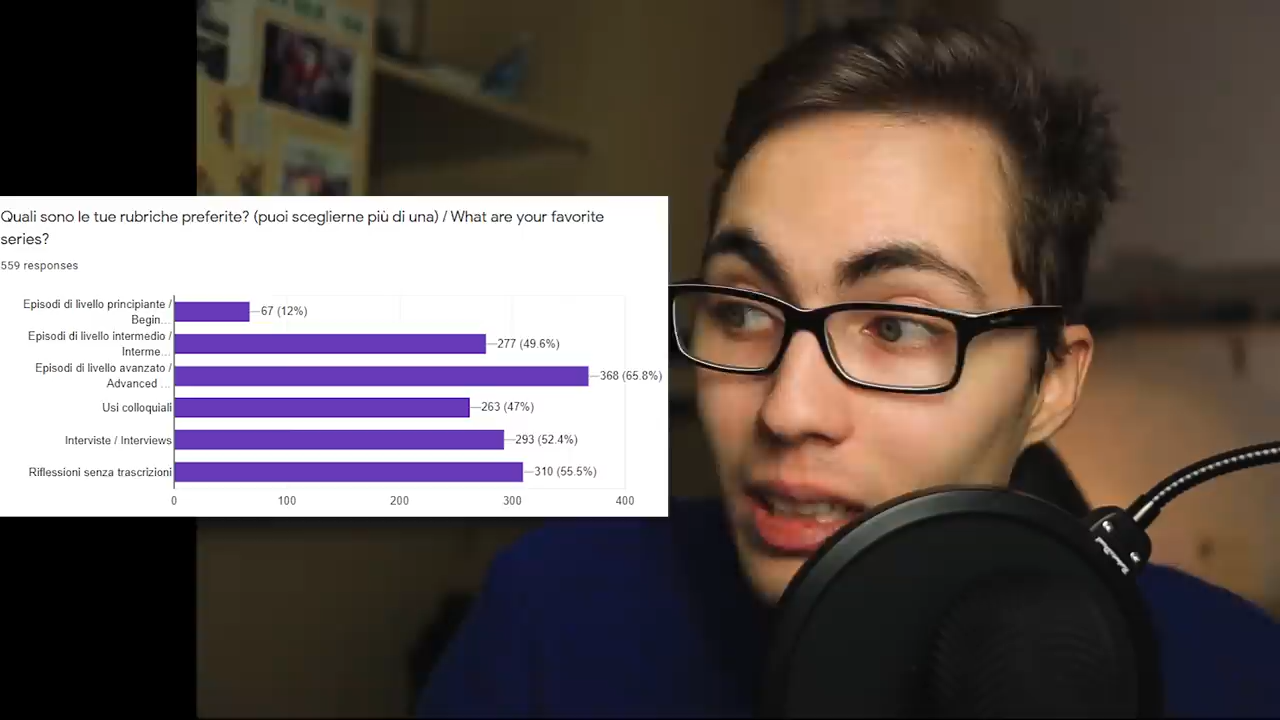 Quali sono le tue rubriche preferite? (puoi sceglierne più di una) / What are your favorite
series?
559 responses
Episodi di livello principiante /
Begin...
67 (12%)
Episodi di livello intermedio /
Interme...
277 (49.6%)
Episodi di livello avanzato /
Advanced ...
368 (65.8%)
Usi colloquiali
263 (47%)
Interviste / Interviews
293 (52.4%)
Riflessioni senza trascrizioni
310 (55.5%)
0 100 200 300 400